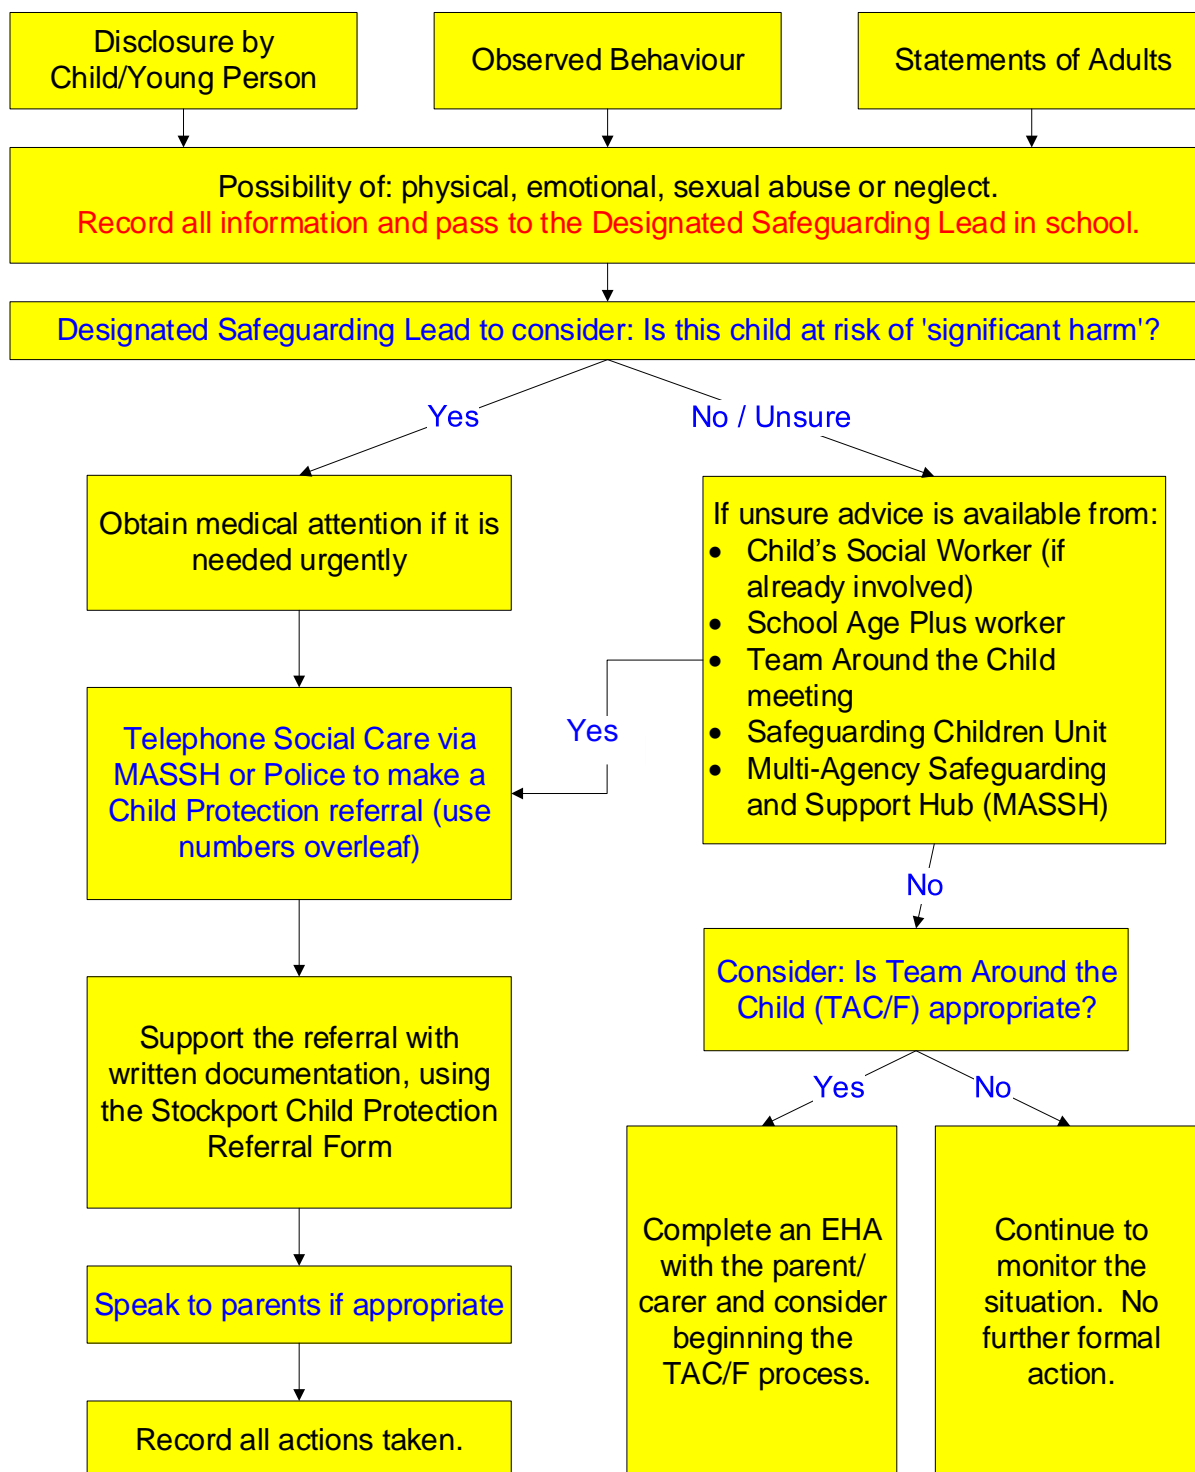 Disclosure by
Child/Young Person
Observed Behaviour
Statements of Adults
Possibility of: physical, emotional, sexual abuse or neglect.
Record all information and pass to the Designated Safeguarding Lead in school.
Designated Safeguarding Lead to consider: Is this child at risk of 'significant harm'?
Yes
No / Unsure
Obtain medical attention if it is
needed urgently
If unsure advice is available from:
• Child’s Social Worker (if
already involved)
• School Age Plus worker
• Team Around the Child
meeting
• Safeguarding Children Unit
• Multi-Agency Safeguarding
and Support Hub (MASSH)
Yes
Telephone Social Care via
MASSH or Police to make a
Child Protection referral (use
numbers overleaf)
No
Consider: Is Team Around the
Child (TAC/F) appropriate?
Support the referral with
written documentation, using
the Stockport Child Protection
Referral Form
Yes
No
Complete an EHA
with the parent/
carer and consider
beginning the
TAC/F process.
Continue to
monitor the
situation.  No
further formal
action.
Speak to parents if appropriate
Record all actions taken.